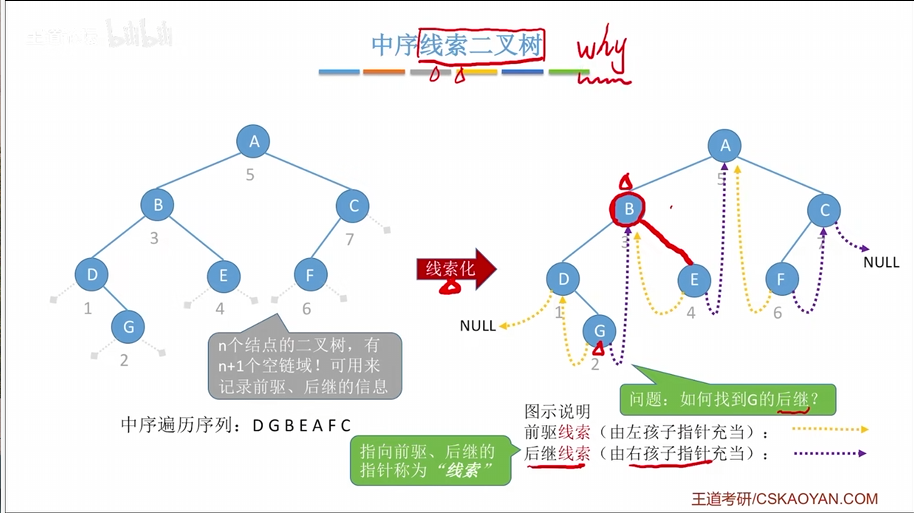 中序线索二叉树
why
A
5
B
C
3
7
D
E
F
1
4
6
G
2
n个结点的二叉树，有
n+1个空链域！可用来
记录前驱、后继的信息
中序遍历序列：D G B E A F C
线索化
A
5
B
C
3
7
NULL
D
E
F
1
4
6
NULL
G
2
问题：如何找到G的后继？
图示说明
前驱线索（由左孩子指针充当）：
后继线索（由右孩子指针充当）：
指向前驱、后继的
指针称为“线索”
王道考研/CSKAOYAN.COM
bilibili